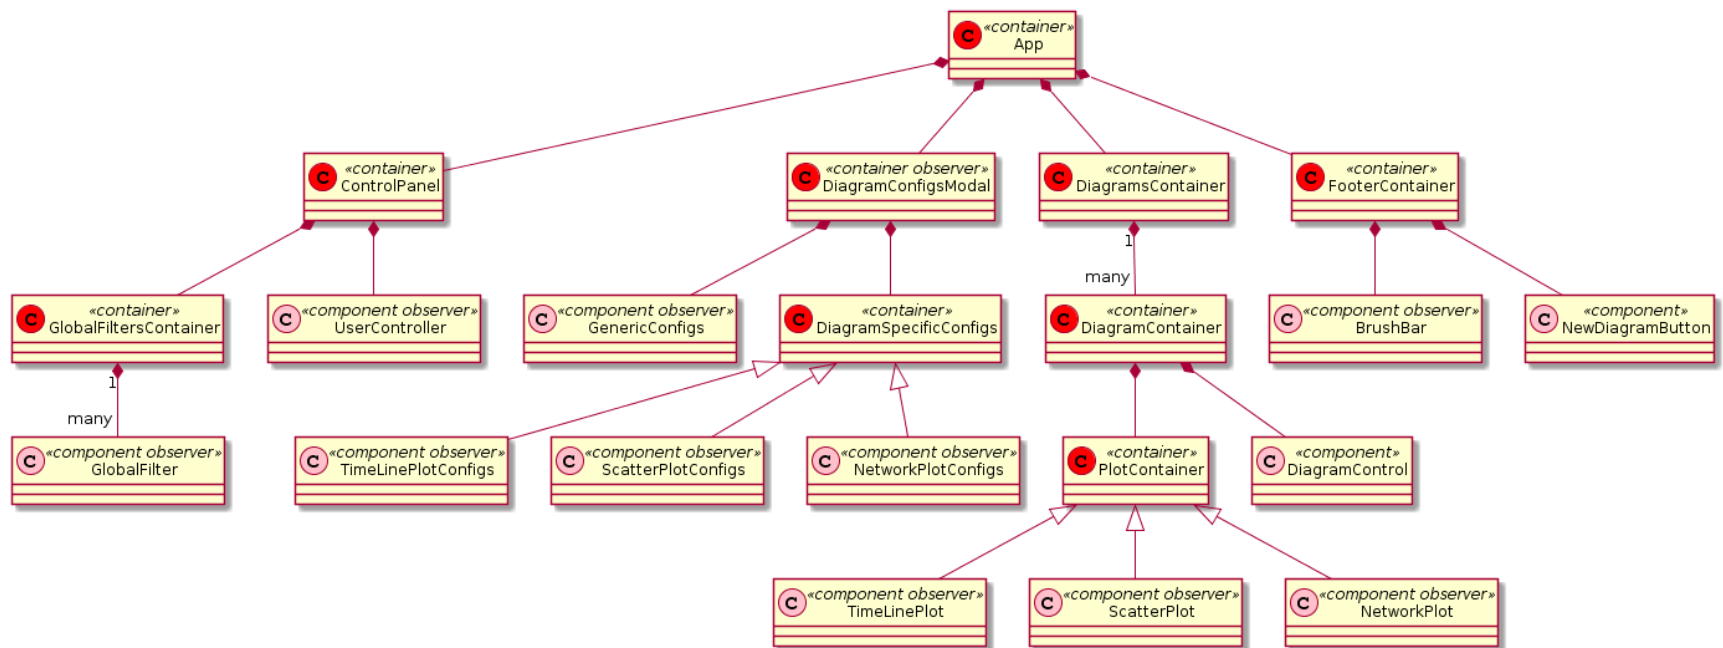 C «container»
App
C «container»
ControlPanel
C «container observer»
DiagramConfigsModal
C «container»
DiagramsContainer
C «container»
FooterContainer
1
many
C «container»
GlobalFiltersContainer
C «component observer»
UserController
C «component observer»
GenericConfigs
C «container»
DiagramSpecificConfigs
C «container»
DiagramContainer
C «component observer»
BrushBar
C «component»
NewDiagramButton
1
many
C «component observer»
GlobalFilter
C «component observer»
TimeLinePlotConfigs
C «component observer»
ScatterPlotConfigs
C «component observer»
NetworkPlotConfigs
C «container»
PlotContainer
C «component»
DiagramControl
C «component observer»
TimeLinePlot
C «component observer»
ScatterPlot
C «component observer»
NetworkPlot